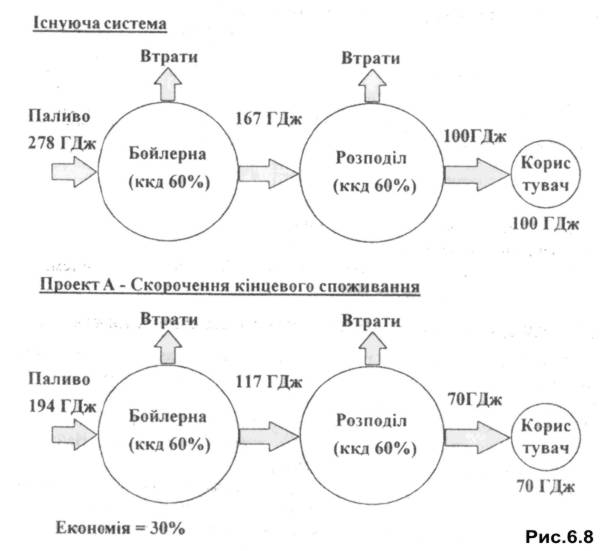 Існуюча система
Втрати
Втрати
Паливо
278 ГДж
167 ГДж
100ГДж
Бойлерна
(ккд 60%)
Розподіл
(ккд 60%)
Корис
тувач
100 ГДж
Проект А - Скорочення кінцевого споживання
Втрати
Втрати
Паливо
194 ГДж
117 ГДж
70ГДж
Бойлерна
(ккд 60%)
Розподіл
(ккд 60%)
Корис
тувач
70 ГДж
Економія = 30%
Рис.6.8